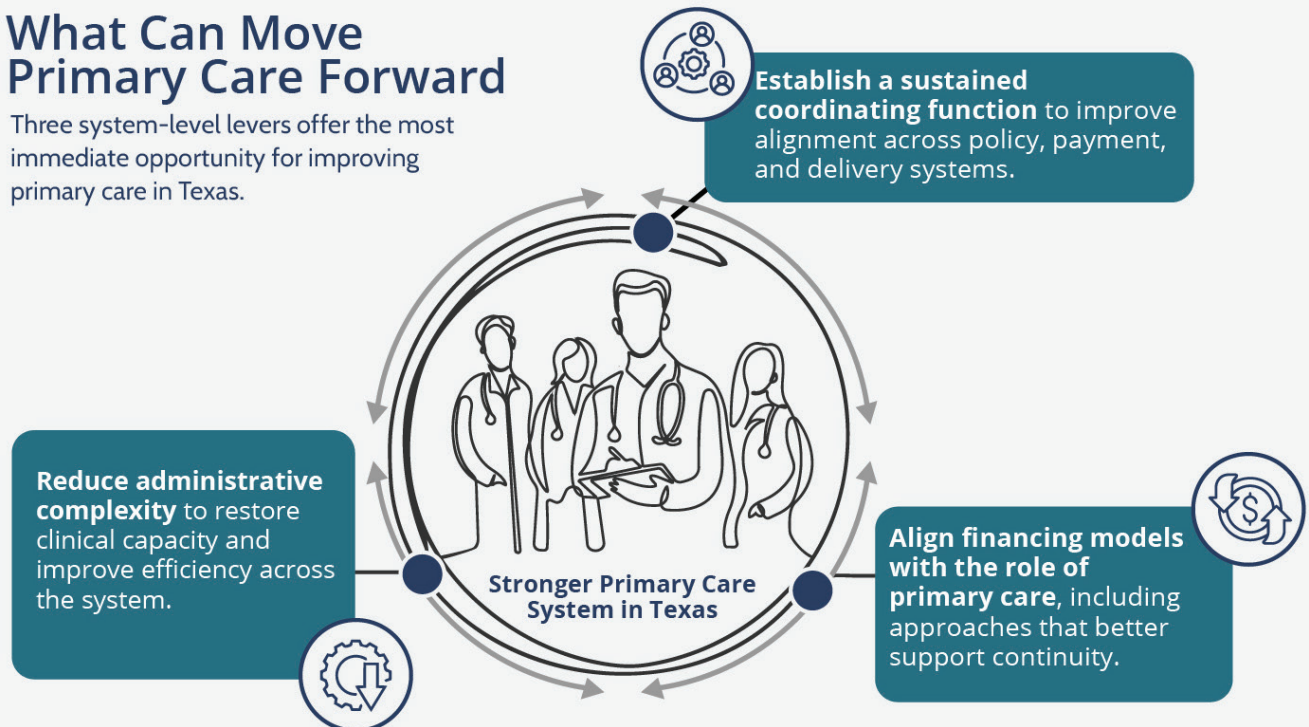 What Can Move
Primary Care Forward
Three system-level levers offer the most
immediate opportunity for improving
primary care in Texas.
Establish a sustained
coordinating function to improve
alignment across policy, payment,
and delivery systems.
Reduce administrative
complexity to restore
clinical capacity and
improve efficiency across
the system.
Align financing models
with the role of
primary care, including
approaches that better
support continuity.
$
Stronger Primary Care
System in Texas